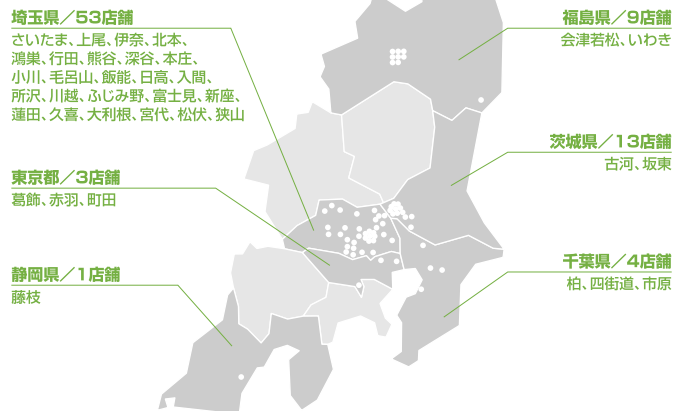 埼玉県／53店舗
さいたま、上尾、伊奈、北本、
鴻巣、行田、熊谷、深谷、本庄、
小川、毛呂山、飯能、日高、入間、
所沢、川越、ふじみ野、富士見、新座、
蓮田、久喜、大利根、宮代、松伏、狭山
東京都／3店舗
葛飾、赤羽、町田
静岡県／1店舗
藤枝
福島県／9店舗
会津若松、いわき
茨城県／13店舗
古河、坂東
千葉県／4店舗
柏、四街道、市原